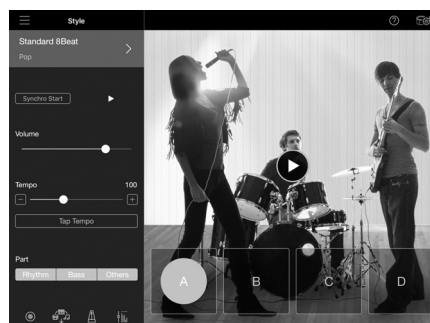 Style
Standard 8Beat
Pop
Synchro Start
Volume
Tempo 100
Tap Tempo
Part
Rhythm Bass Others
A B C D